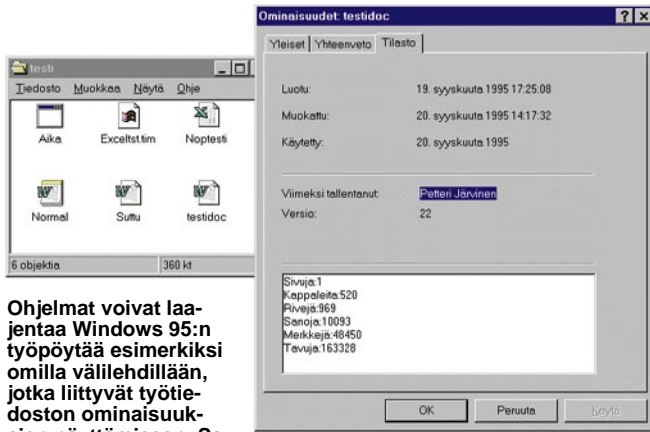 testi
Tiedosto Muokkaa Näytä Ohje
Aika Exceltst.tim Noptesti
Normal Suttu testidoc
6 objektia 360 kt
Ohjelmat voivat laa-
jentaa Windows 95:n
työpöytää esimerkiksi
omilla välilehdillään,
jotka liittyvät työtie-
doston ominaisuuk-
Ominaisuudet: testidoc
Yleiset Yhteenveto Tilasto
Luotu: 19. syyskuuta 1995 17:25:08
Muokattu: 20. syyskuuta 1995 14:17:32
Käytetty: 20. syyskuuta 1995
Viimeksi tallentanut: Petteri Järvinen
Versio: 22
Sivuja:1
Kappaleita:520
Rivejä:969
Sanoja:10093
Merkkejä:48450
Tavuja:163328
OK Peruuta Käytä